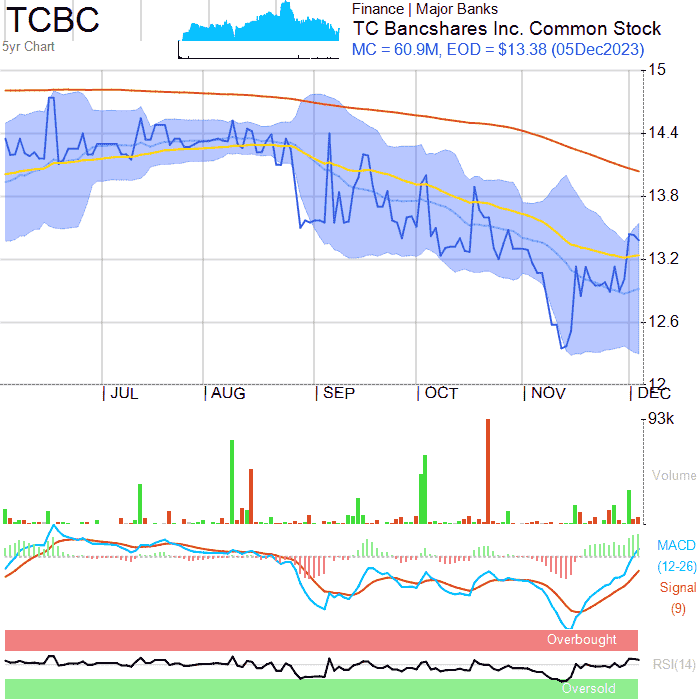 TCBC
5yr Chart
Finance | Major Banks
TC Bancshares Inc. Common Stock
MC = 60.9M, EOD = $13.38 (05Dec2023)
15
14.4
13.8
13.2
12.6
12
JUL
AUG
SEP
OCT
NOV
DEC
93k
Volume
MACD
(12-26)
Signal
(9)
Overbought
RSI(14)
Oversold